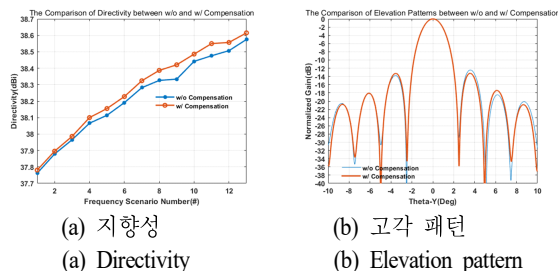 The Comparison of Directivity between w/o and w/ Compensation
38.7
38.6
38.5
38.4
38.3
38.2
38.1
38
37.9
37.8
37.7
Directivity(dBi)
w/o Compensation
w/ Compensation
2 4 6 8 10 12
Frequency Scenario Number(#)
(a) 지향성
(a) Directivity
The Comparison of Elevation Patterns between w/o and w/ Compensation
0
-2
-4
-6
-8
-10
-12
-14
-16
-18
-20
-22
-24
-26
-28
-30
-32
-34
-36
-38
-40
Normalized Gain(dB)
w/o Compensation
w/ Compensation
-10 -8 -6 -4 -2 0 2 4 6 8 10
Theta-Y(Deg)
(b) 고각 패턴
(b) Elevation pattern